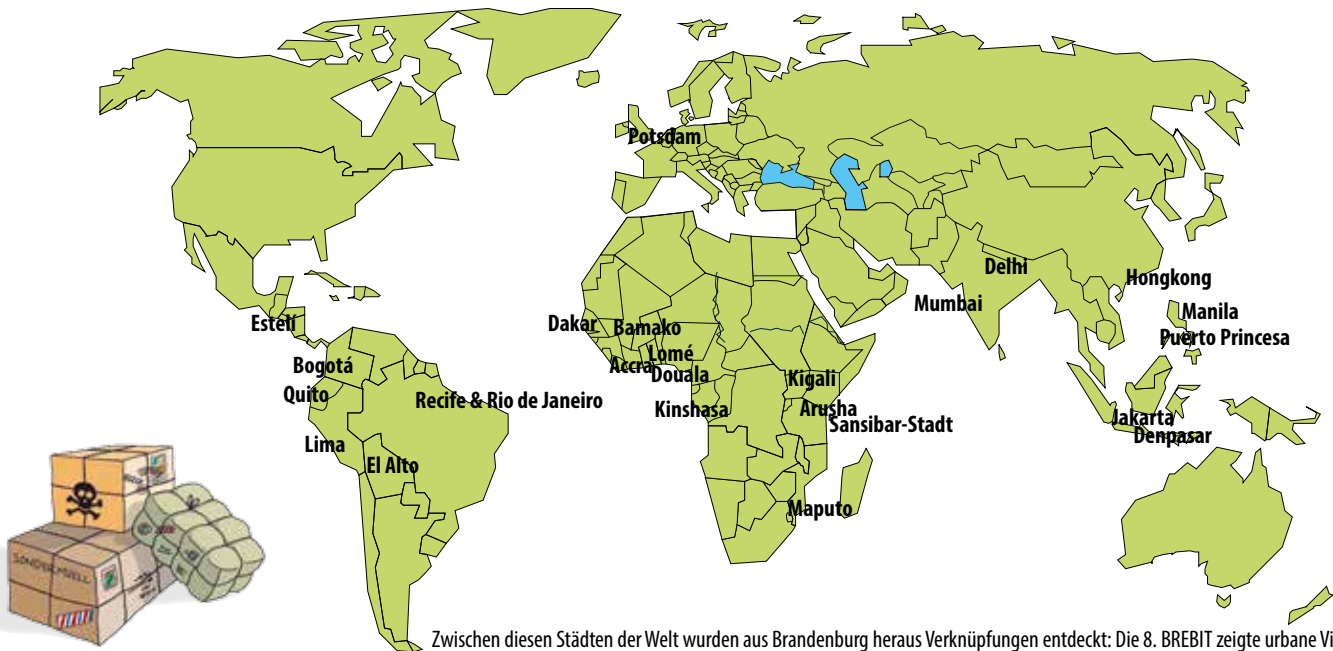 Potsdam
Delhi
Hongkong
Mumbai
Manila
Puerto Princesa
Estelí
Dakar
Bamako
Lomé
Accra
Douala
Bogotá
Quito
Recife & Rio de Janeiro
Kinshasa
Kigali
Arusha
Sansibar-Stadt
Jakarta
Denpasar
Lima
El Alto
Maputo
SONDERMUELL
Zwischen diesen Städten der Welt wurden aus Brandenburg heraus Verknüpfungen entdeckt: Die 8. BREBIT zeigte urbane Vi